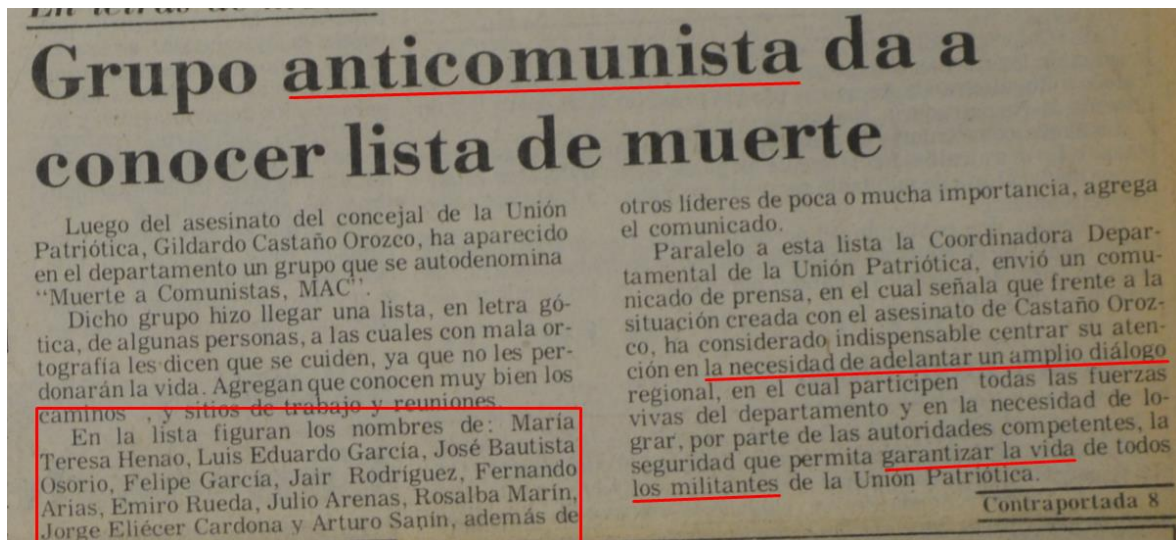 En letras de
Grupo anticomunista da a
conocer lista de muerte
Luego del asesinato del concejal de la Unión
Patriótica, Gildardo Castaño Orozco, ha aparecido
en el departamento un grupo que se autodenomina
“Muerte a Comunistas, MAC”.
Dicho grupo hizo llegar una lista, en letra gó-
tica, de algunas personas, a las cuales con mala or-
tografía les dicen que se cuiden, ya que no les per-
donarán la vida. Agregan que conocen muy bien los
caminos , y sitios de trabajo y reuniones.
En la lista figuran los nombres de: María
Teresa Henao, Luis Eduardo García, José Bautista
Osorio, Felipe García, Jair Rodríguez, Fernando
Arias, Emiro Rueda, Julio Arenas, Rosalba Marín,
Jorge Eliécer Cardona y Arturo Sapín, además de
otros líderes de poca o mucha importancia, agrega
el comunicado.
Paralelo a esta lista la Coordinadora Depar-
tamental de la Unión Patriótica, envió un comu-
nicado de prensa, en el cual señala que frente a la
situación creada con el asesinato de Castaño Oroz-
co, ha considerado indispensable centrar su aten-
ción en la necesidad de adelantar un amplio diálogo
regional, en el cual participen todas las fuerzas
vivas del departamento y en la necesidad de lo-
grar, por parte de las autoridades competentes, la
seguridad que permita garantizar la vida de todos
los militantes de la Unión Patriótica.
Contraportada 8